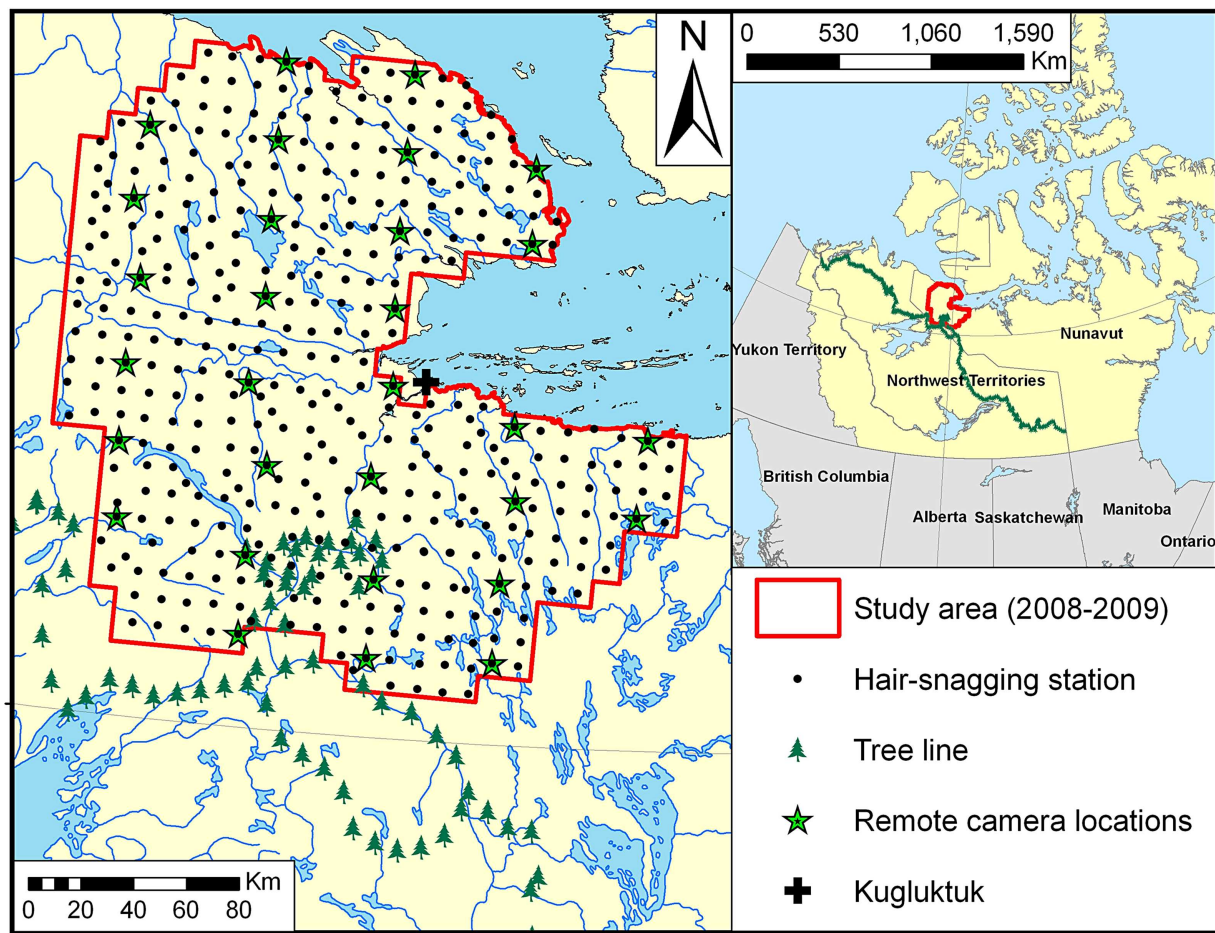 N
0 530 1,060 1,590
Km
Yukon Territory
Nunavut
Northwest Territories
British Columbia
Alberta
Saskatchewan
Manitoba
Ontario
Study area (2008-2009)
Hair-snagging station
Tree line
Remote camera locations
Kugluktuk
Km
0 20 40 60 80